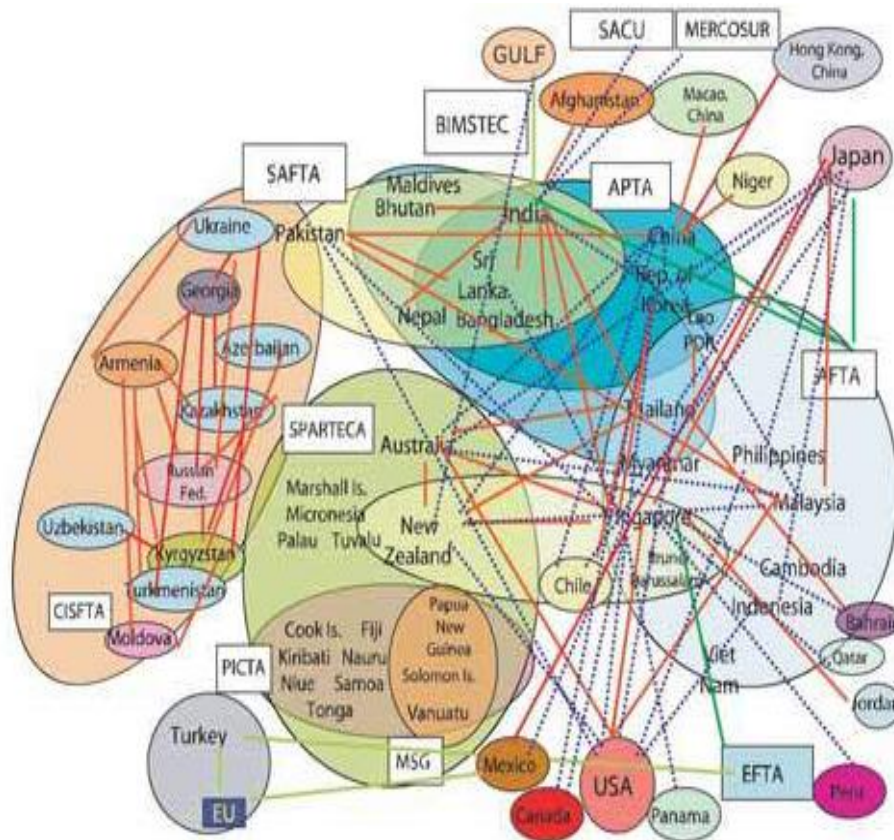 SACU
MERCOSUR
GULF
Hong Kong,
China
Afghanistan
Macao,
China
BIMSTEC
Japan
SAFTA
Maldives
Bhutan
APTA
Niger
India
Ukraine
Pakistan
China
Sri
Lanka
Rep. of
Korea
Georgia
Nepal
Bangladesh
Lao
PDR
Azerbaijan
Armenia
AFTA
Kazakhstan
SPARTECA
Thailand
Australia
Philippines
Myanmar
Russian
Fed.
Marshall Is.
Micronesia
Palau Tuvalu
Malaysia
Uzbekistan
New
Zealand
Singapore
Kyrgyzstan
Brunei
Darussalam
Cambodia
Turkmenistan
Chile
CISFTA
Moldova
Papua
New
Guinea
Indonesia
Bahrain
Cook Is. Fiji
Kiribati Nauru
Niue Samoa
Tonga
PICTA
Solomon Is.
Vanuatu
Viet
Nam
Qatar
Jordan
Turkey
MSG
Mexico
USA
EFTA
Peru
EU
Canada
Panama